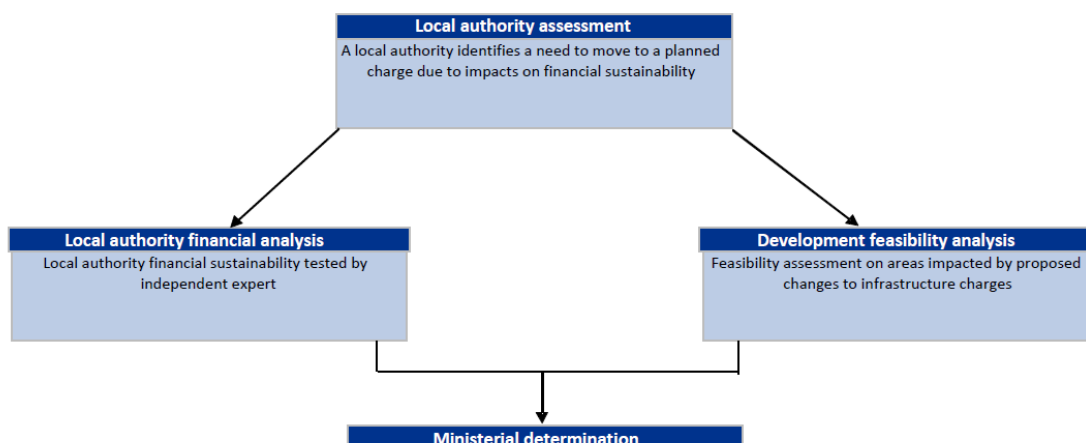 Local authority assessment
A local authority identifies a need to move to a planned
charge due to impacts on financial sustainability
Local authority financial analysis
Local authority financial sustainability tested by
independent expert
Development feasibility analysis
Feasibility assessment on areas impacted by proposed
changes to infrastructure charges
Ministerial determination